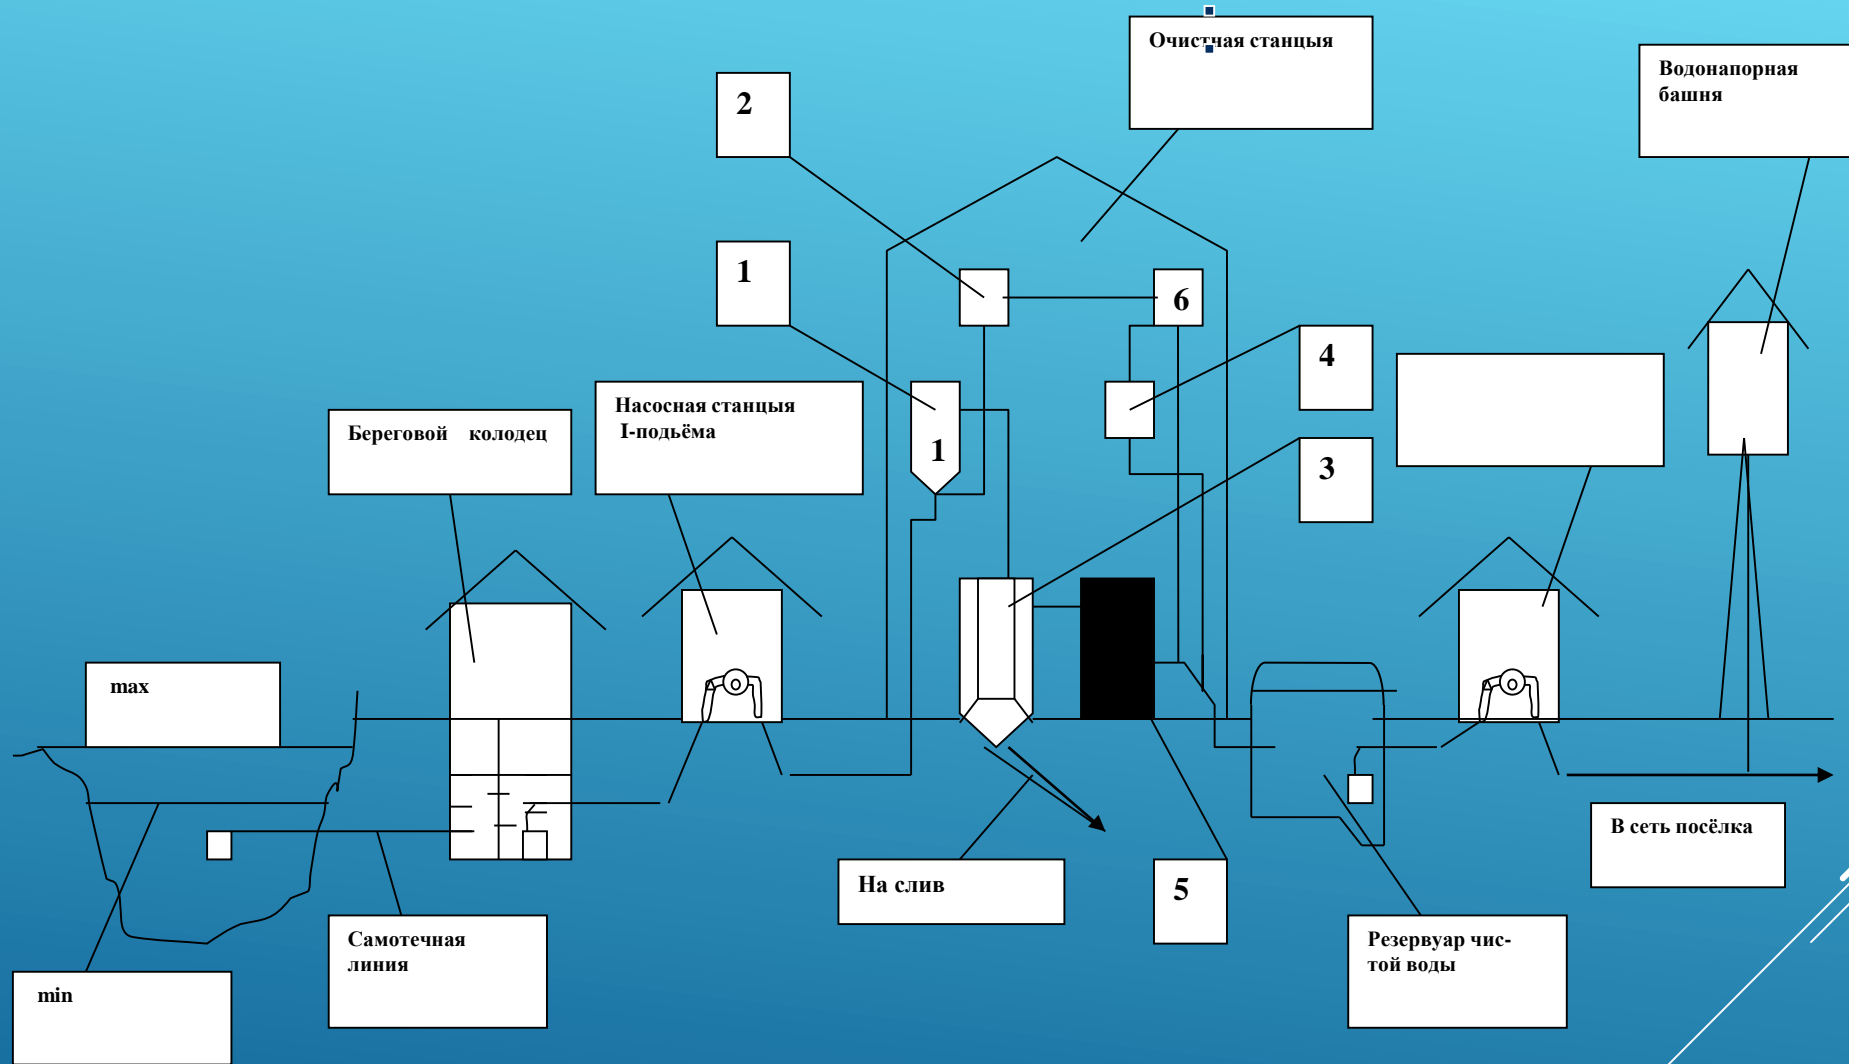 Очистная станцыя
Водонапорная
башня
2
1
6
4
Насосная станцыя
I-подьёма
Береговой колодец
1
3
max
В сеть посёлка
На слив
5
Самотечная
линия
Резервуар чис-
той воды
min